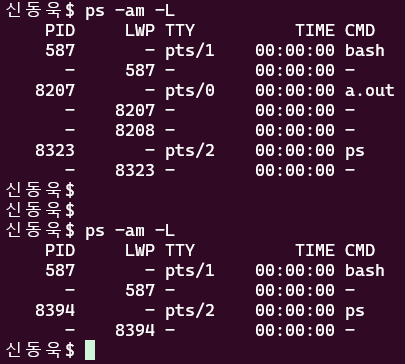 신동욱$ ps -am -L
PID LWP TTY TIME CMD
587 - pts/1 00:00:00 bash
- 587 - 00:00:00 -
8207 - pts/0 00:00:00 a.out
- 8207 - 00:00:00 -
- 8208 - 00:00:00 -
8323 - pts/2 00:00:00 ps
- 8323 - 00:00:00 -
신동욱$
신동욱$
신동욱$ ps -am -L
PID LWP TTY TIME CMD
587 - pts/1 00:00:00 bash
- 587 - 00:00:00 -
8394 - pts/2 00:00:00 ps
- 8394 - 00:00:00 -
신동욱$